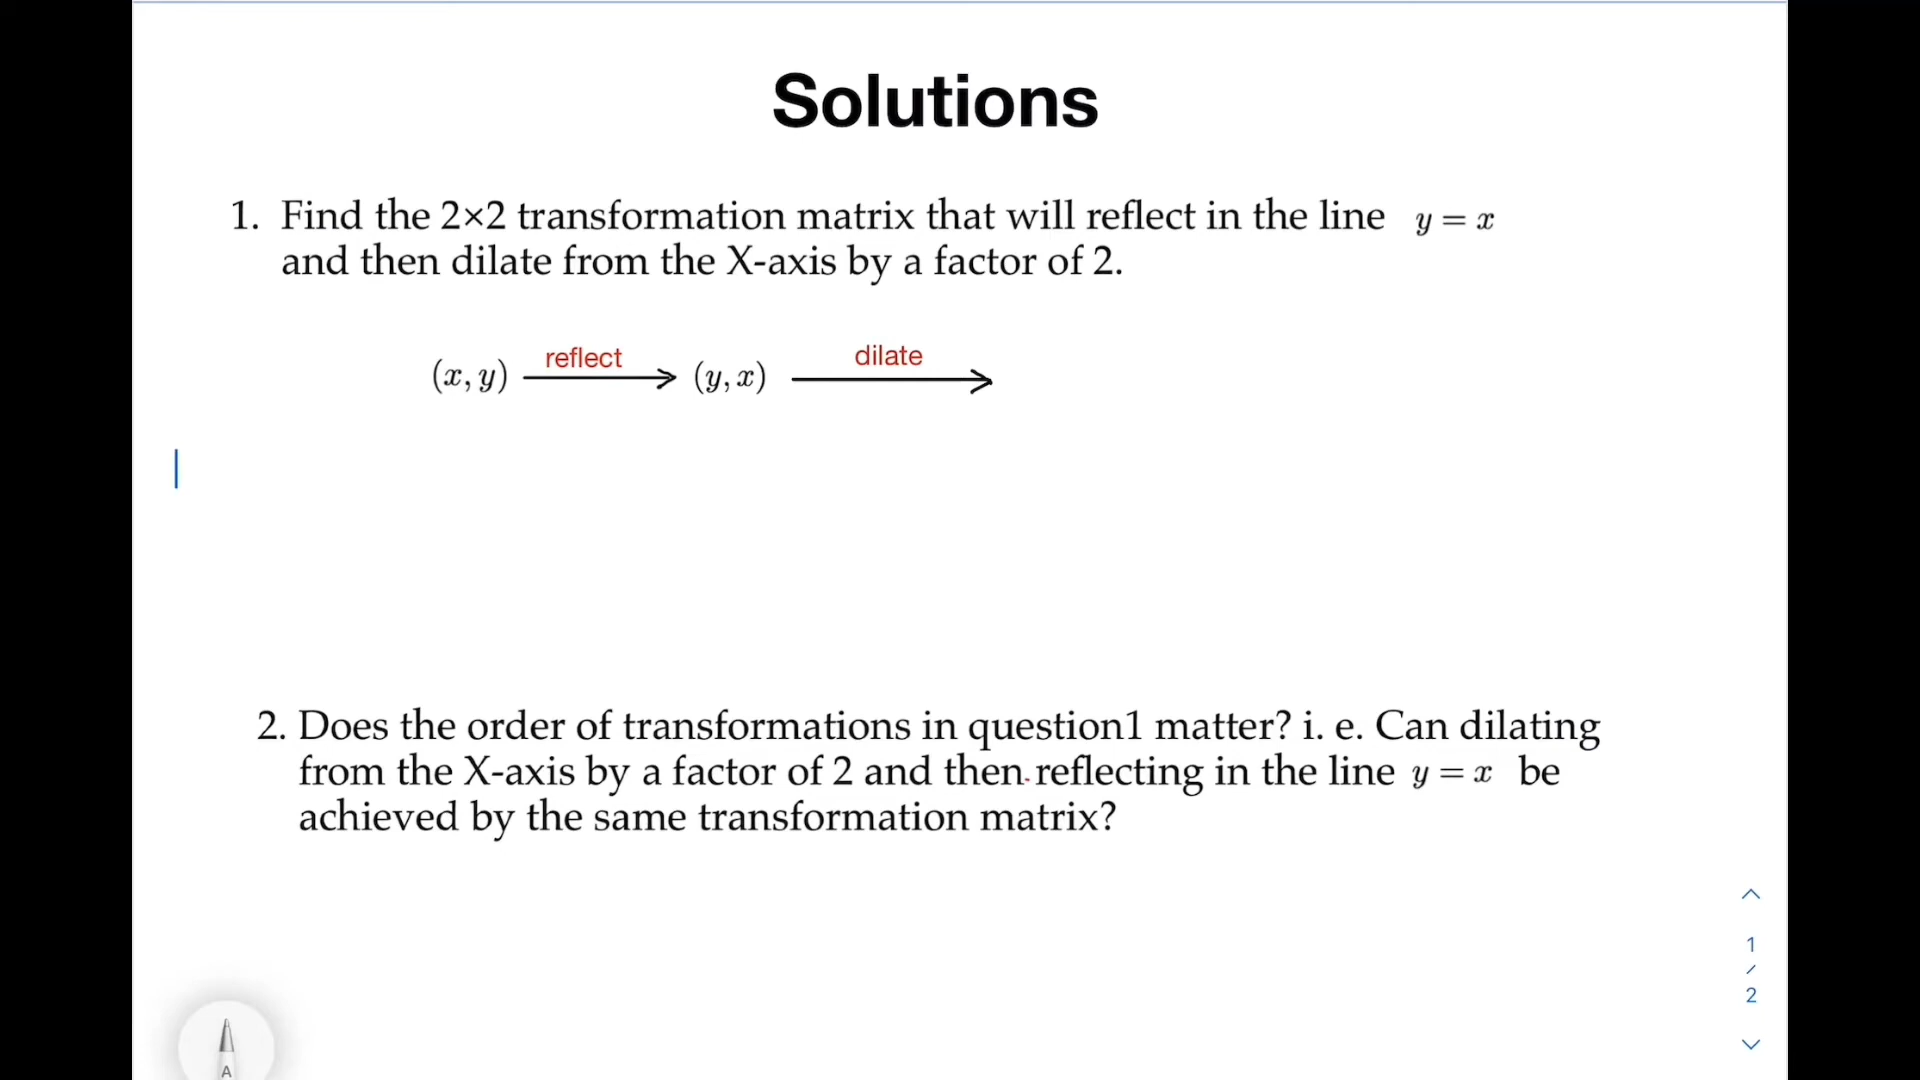 Solutions
1. Find the 2×2 transformation matrix that will reflect in the line y = x
and then dilate from the X-axis by a factor of 2.
(x, y) reflect (y, x) dilate
2. Does the order of transformations in question1 matter? i. e. Can dilating
from the X-axis by a factor of 2 and then reflecting in the line y = x be
achieved by the same transformation matrix?
1
/
2
A